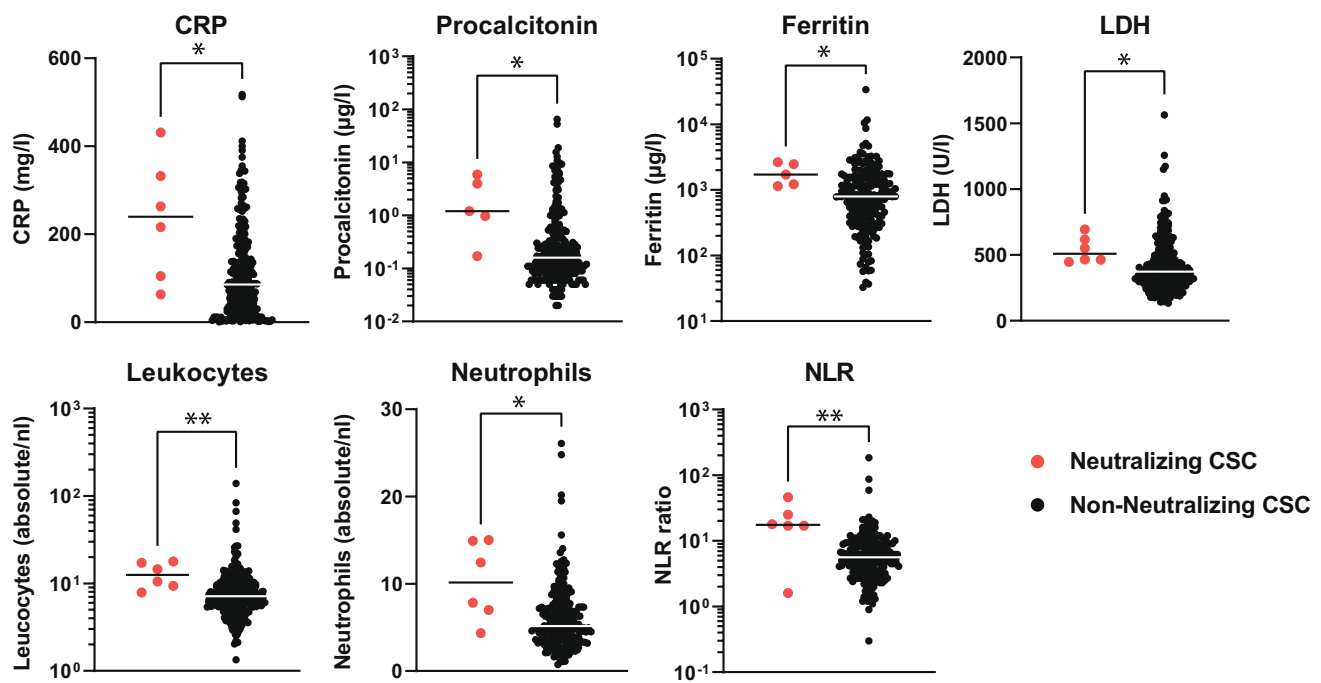 CRP
CRP (mg/l)
600
400
200
0
*
Procalcitonin
Procalcitonin (µg/l)
10³
10²
10¹
10⁰
10⁻¹
10⁻²
*
Ferritin
Ferritin (µg/l)
10⁵
10⁴
10³
10²
10¹
*
LDH
LDH (U/l)
2000
1500
1000
500
0
*
Leukocytes
Leucocytes (absolute/nl)
10³
10²
10¹
10⁰
**
Neutrophils
Neutrophils (absolute/nl)
30
20
10
0
*
NLR
NLR ratio
10³
10²
10¹
10⁰
10⁻¹
**
Neutralizing CSC
Non-Neutralizing CSC